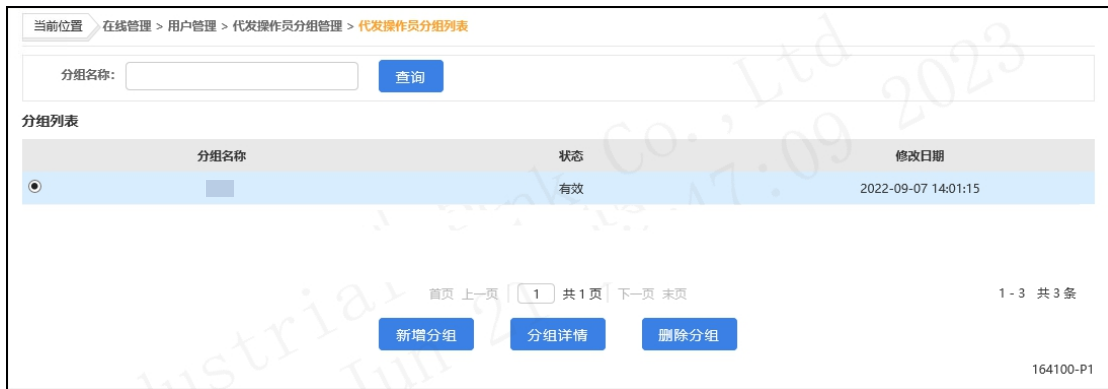 当前位置 在线管理 > 用户管理 > 代发操作员分组管理 > 代发操作员分组列表
分组名称: 查询
分组列表
分组名称 状态 修改日期
有效 2022-09-07 14:01:15
首页 上一页 1 共1页 下一页 末页 1 - 3 共3条
新增分组 分组详情 删除分组
164100-P1